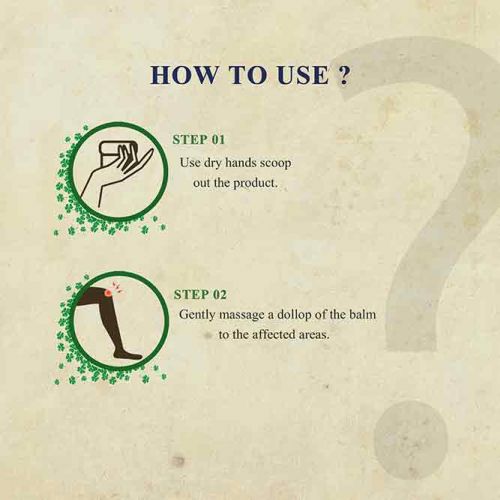 HOW TO USE ?
STEP 01
Use dry hands scoop
out the product.
STEP 02
Gently massage a dollop of the balm
to the affected areas.